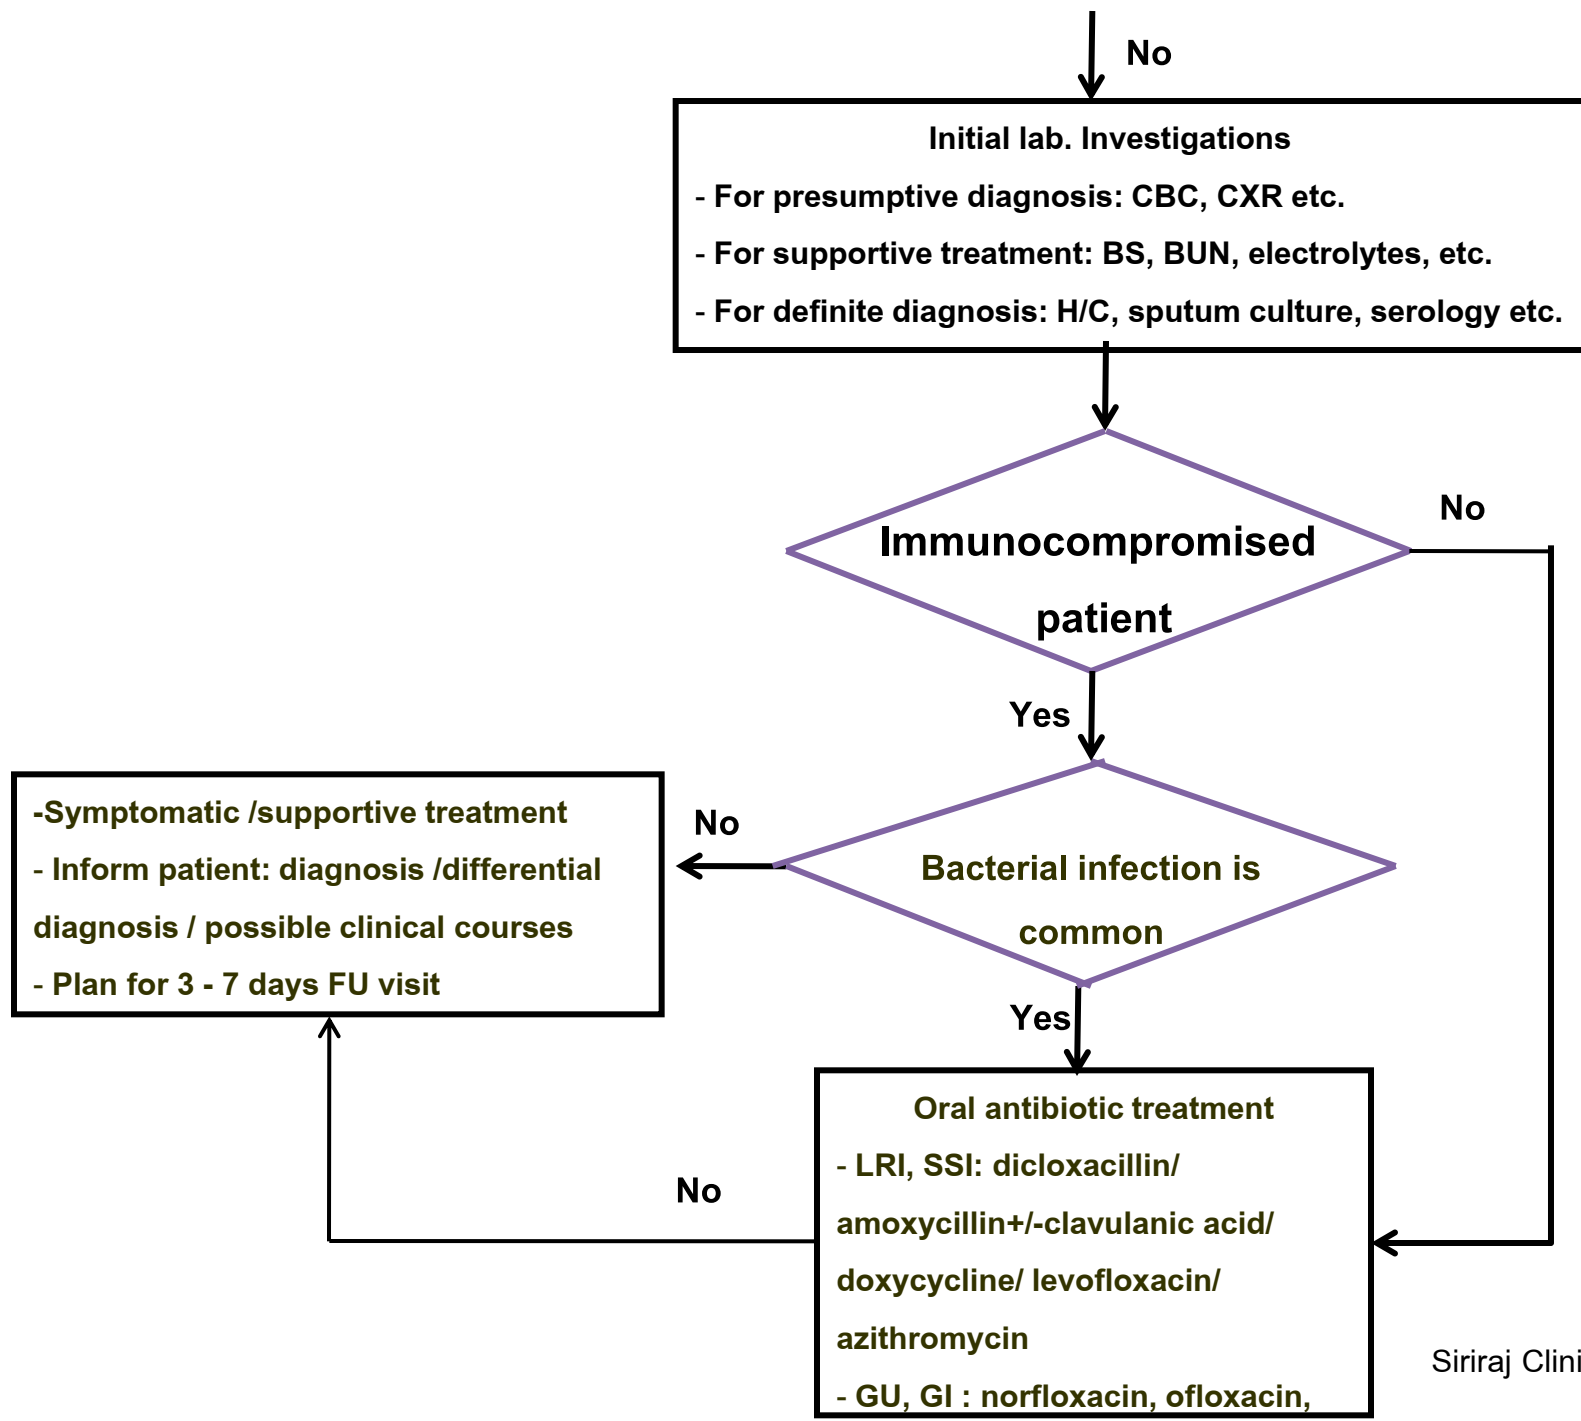 No
Initial lab. Investigations
- For presumptive diagnosis: CBC, CXR etc.
- For supportive treatment: BS, BUN, electrolytes, etc.
- For definite diagnosis: H/C, sputum culture, serology etc.
No
Immunocompromised
patient
Yes
-Symptomatic /supportive treatment
- Inform patient: diagnosis /differential
diagnosis / possible clinical courses
- Plan for 3 - 7 days FU visit
No
Bacterial infection is
common
Yes
Oral antibiotic treatment
- LRI, SSI: dicloxacillin/
amoxycillin+/-clavulanic acid/
doxycycline/ levofloxacin/
azithromycin
- GU, GI : norfloxacin, ofloxacin,
No
Siriraj Clini